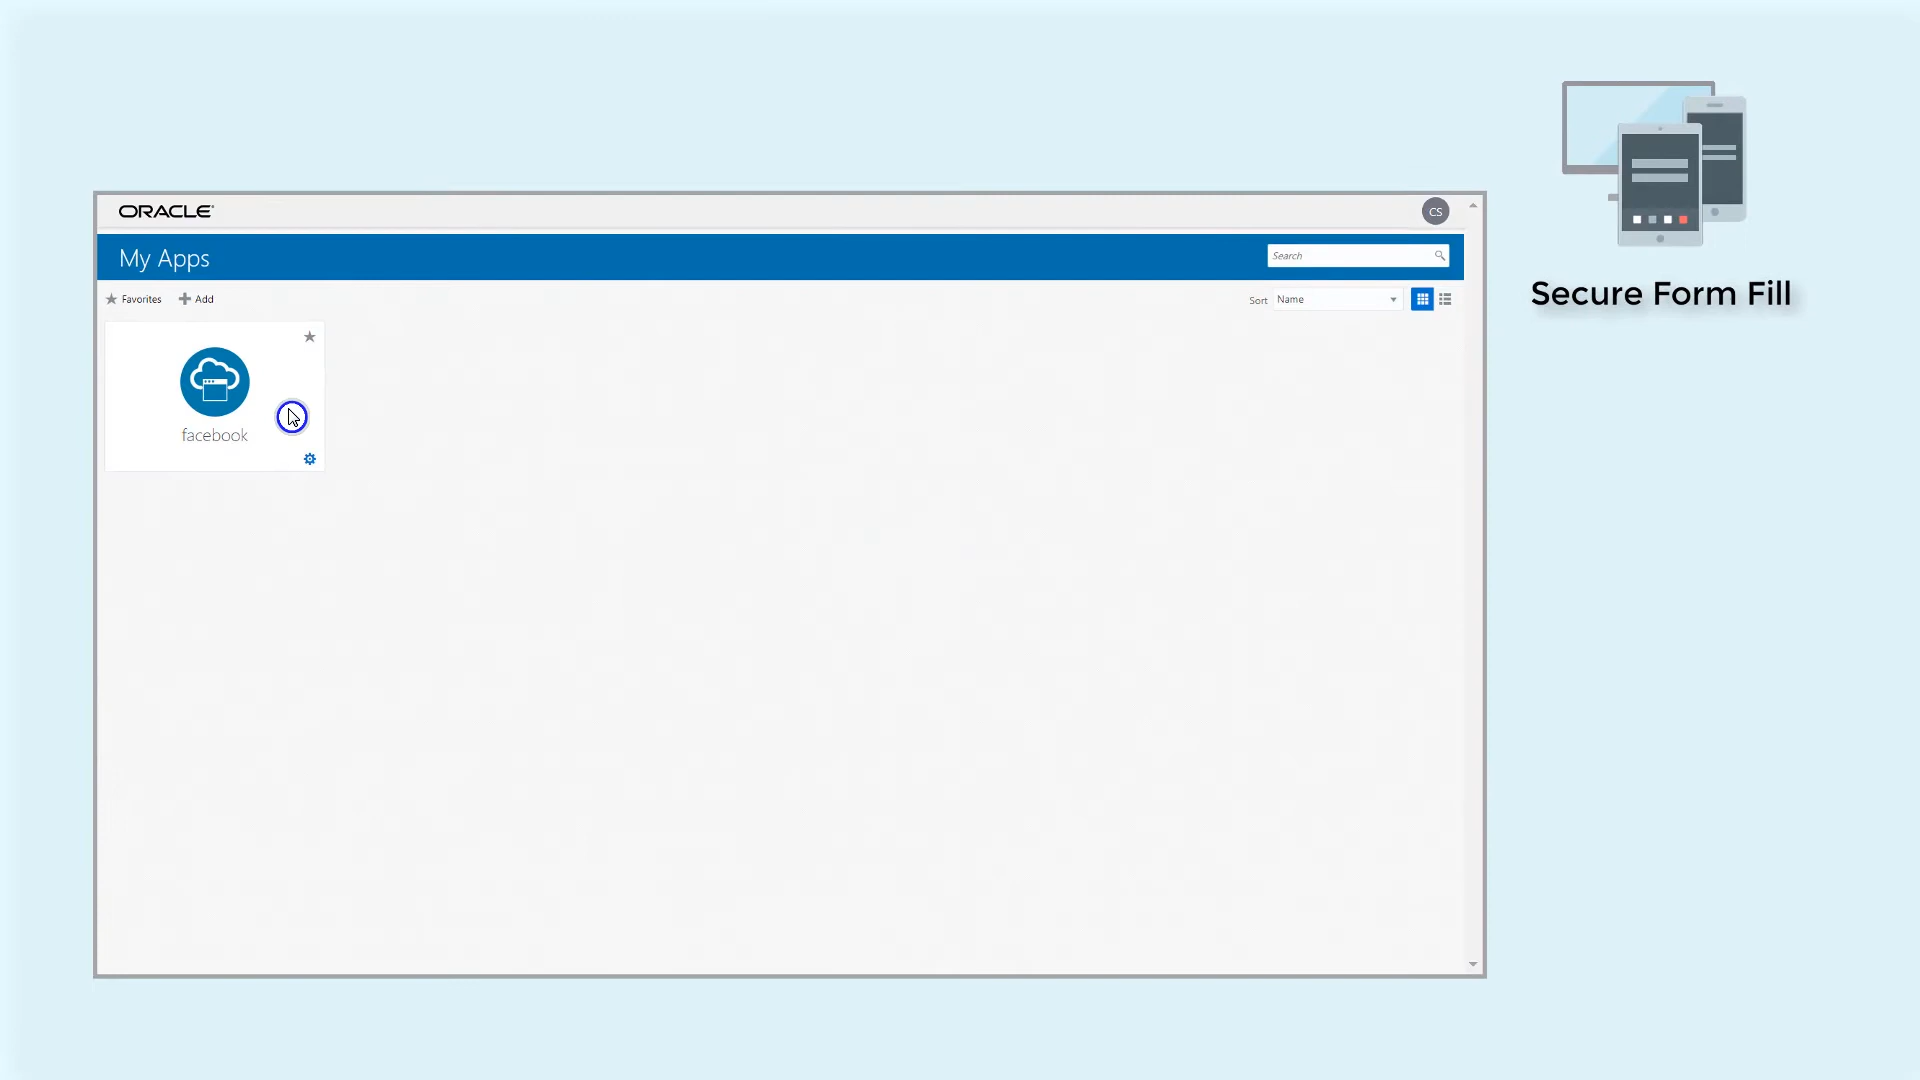 ORACLE
CS
My Apps
Search
Favorites
Add
Sort
Name
facebook
Secure Form Fill